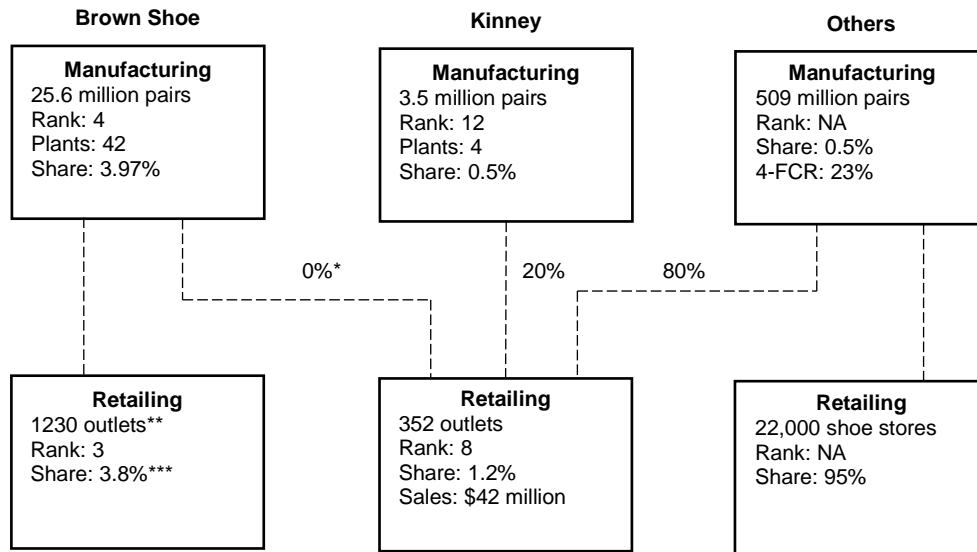 Brown Shoe
Kinney
Others
Manufacturing
25.6 million pairs
Rank: 4
Plants: 42
Share: 3.97%
Manufacturing
3.5 million pairs
Rank: 12
Plants: 4
Share: 0.5%
Manufacturing
509 million pairs
Rank: NA
Share: 0.5%
4-FCR: 23%
0%*
20%
80%
Retailing
1230 outlets**
Rank: 3
Share: 3.8%***
Retailing
352 outlets
Rank: 8
Share: 1.2%
Sales: $42 million
Retailing
22,000 shoe stores
Rank: NA
Share: 95%